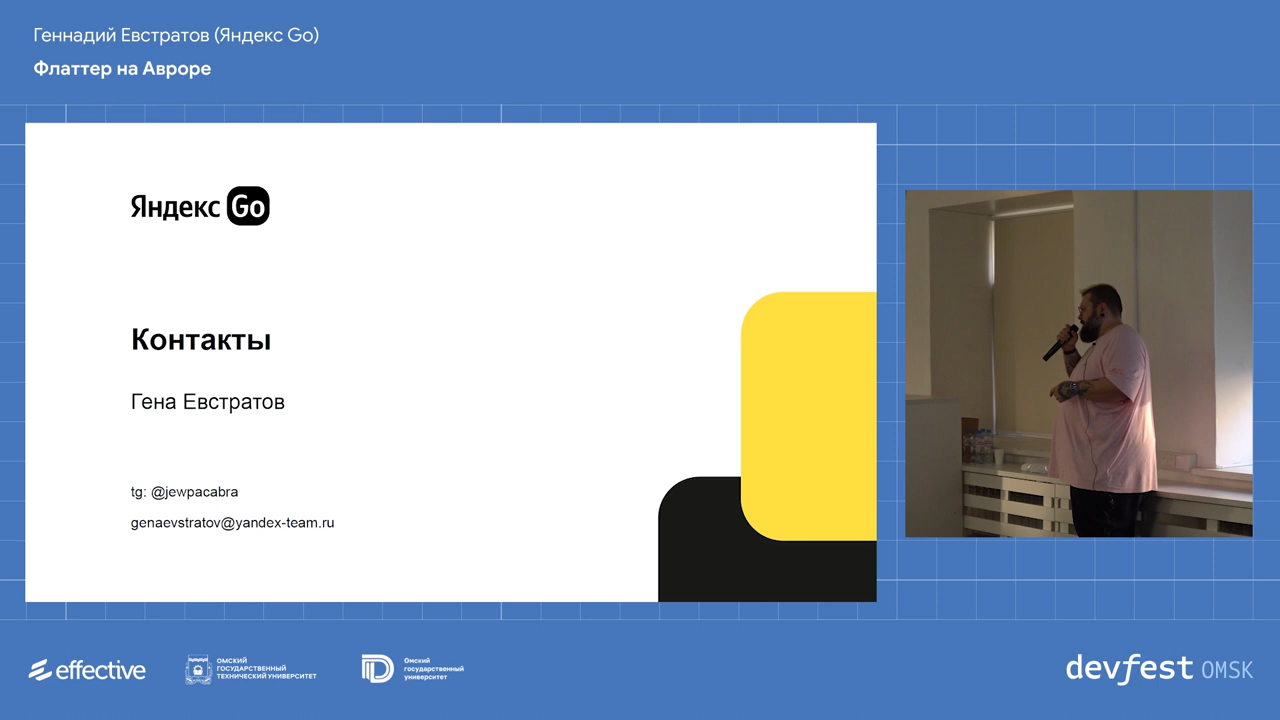 Геннадий Евстратов (Яндекс Go)
Флаттер на Авроре
Яндекс Go
Контакты
Гена Евстратов
tg: @jewpacabra
genaevstratov@yandex-team.ru
effective
ОМСКИЙ
ГОСУДАРСТВЕННЫЙ
ТЕХНИЧЕСКИЙ УНИВЕРСИТЕТ
Омский
государственный
университет
devfest OMSK